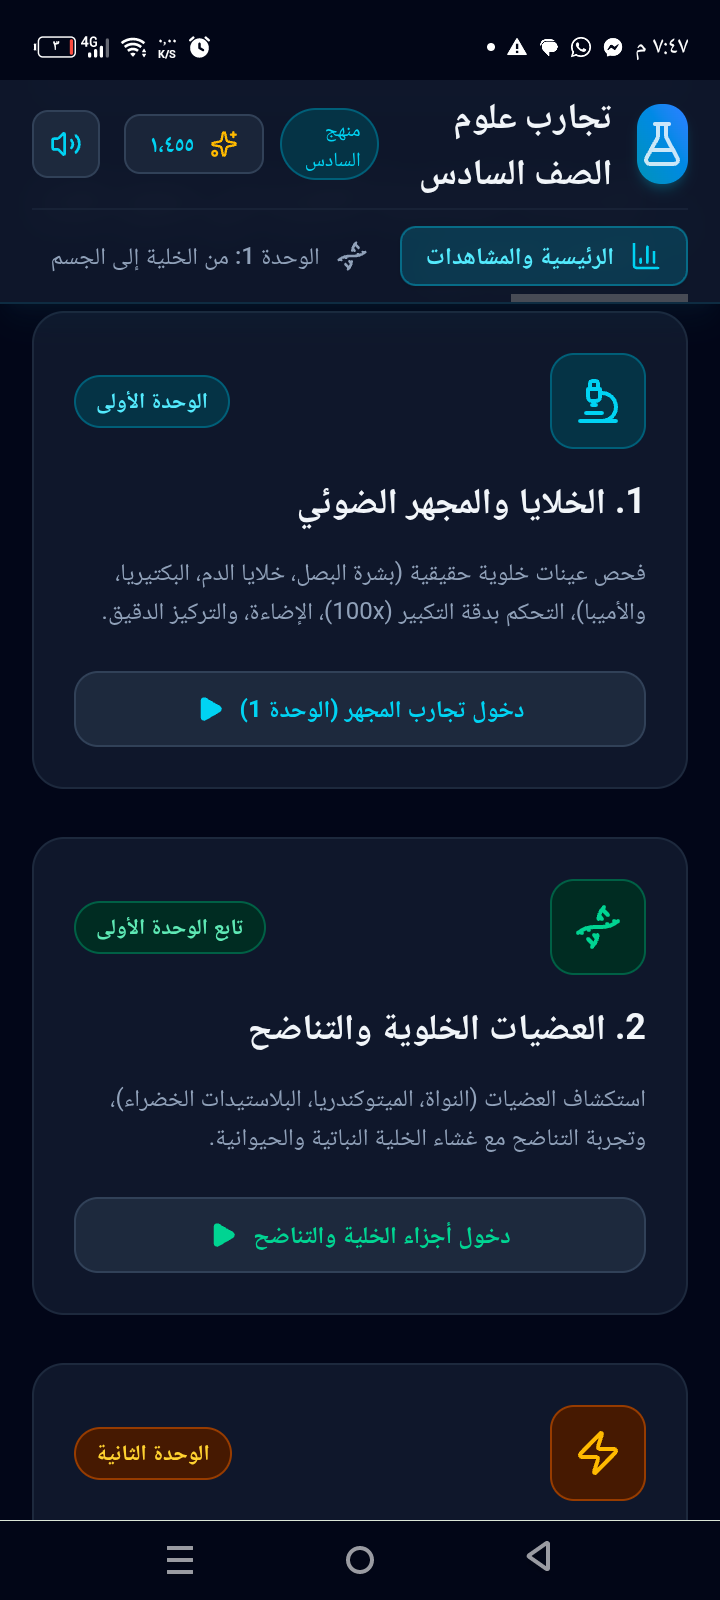 ٧:٤٧ م
4G
٣
K/S
تجارب علوم
الصف السادس
منهج
السادس
١،٤٥٥
الرئيسية والمشاهدات
الوحدة 1: من الخلية إلى الجسم
الوحدة الأولى
1. الخلايا والمجهر الضوئي
فحص عينات خلوية حقيقية (بشرة البصل، خلايا الدم، البكتيريا،
والأميبا)، التحكم بدقة التكبير (100x)، الإضاءة، والتركيز الدقيق.
دخول تجارب المجهر (الوحدة 1)
تابع الوحدة الأولى
2. العضيات الخلوية والتناضح
استكشاف العضيات (النواة، الميتوكندريا، البلاستيدات الخضراء)،
وتجربة التناضح مع غشاء الخلية النباتية والحيوانية.
دخول أجزاء الخلية والتناضح
الوحدة الثانية